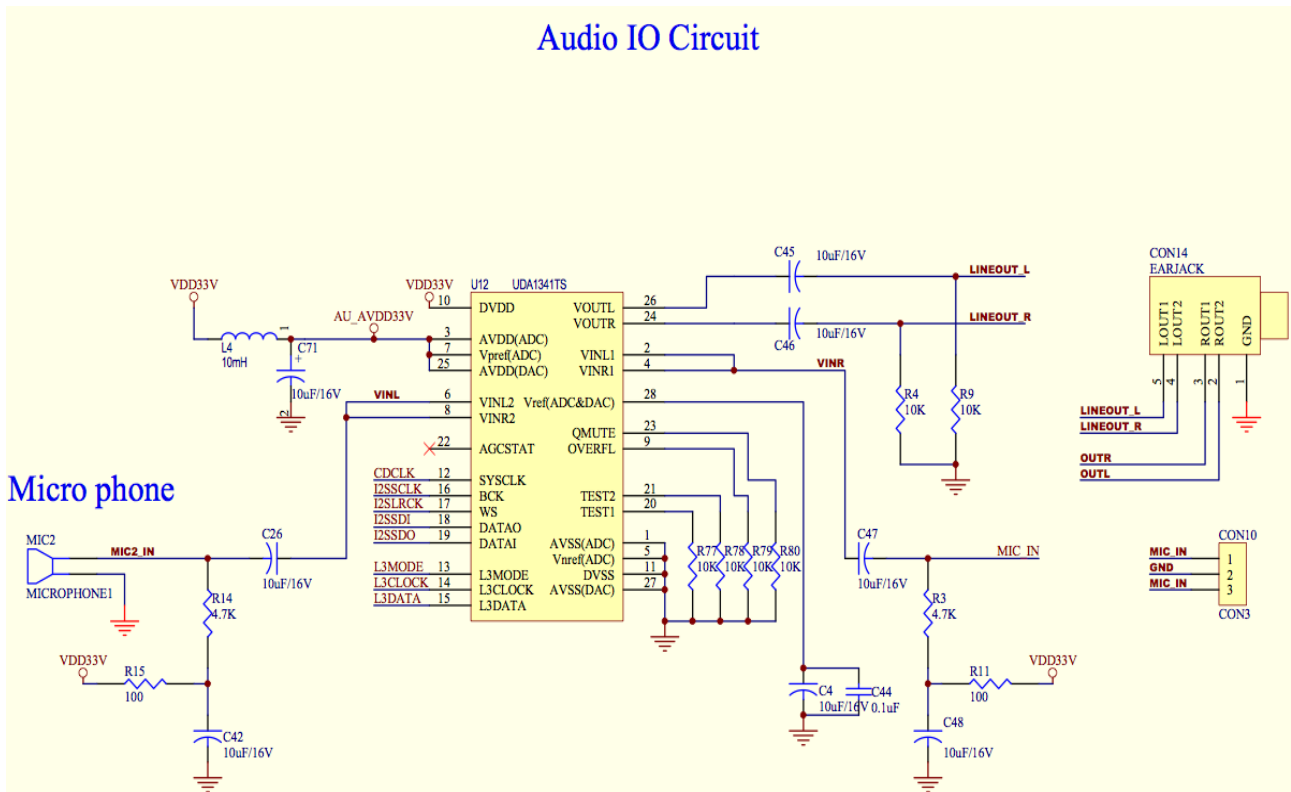 Audio IO Circuit
VDD33V
L4
10mH
1
C71
+
10uF/16V
2
AU_AVDD33V
VDD33V
U12 UDA1341TS
10 DVDD
3 AVDD(ADC)
7 Vpref(ADC)
25 AVDD(DAC)
VINL 6 VINL2
8 VINR2
22 AGCSTAT
CDCLK 12 SYSCLK
I2SSCLK 16 BCK
I2SLRCK 17 WS
I2SSDI 18 DATAO
I2SSDO 19 DATAI
L3MODE 13 L3MODE
L3CLOCK 14 L3CLOCK
L3DATA 15 L3DATA
VOUTL 26
VOUTR 24
VINL1 2
VINR1 4
Vref(ADC&DAC) 28
QMUTE 23
OVERFL 9
TEST2 21
TEST1 20
AVSS(ADC) 1
Vnref(ADC) 5
DVSS 11
AVSS(DAC) 27
C45 10uF/16V
LINEOUT_L
C46 10uF/16V
LINEOUT_R
VINR
R4
10K
R9
10K
R77
10K
R78
10K
R79
10K
R80
10K
C47
10uF/16V
MIC_IN
R3
4.7K
R11
100
VDD33V
C48
10uF/16V
C4
10uF/16V
C44
0.1uF
CON14
EARJACK
LOUT1
LOUT2
ROUT1
ROUT2
GND
5
4
3
2
1
LINEOUT_L
LINEOUT_R
OUTR
OUTL
CON10
MIC_IN 1
GND 2
MIC_IN 3
CON3
Micro phone
MIC2
MIC2_IN
MICROPHONE1
C26
10uF/16V
R14
4.7K
VDD33V
R15
100
C42
10uF/16V